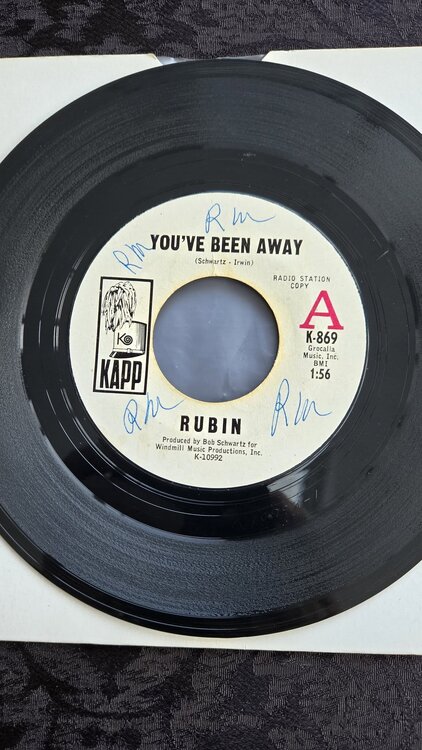 Rm
Rm
YOU'VE BEEN AWAY
(Schwartz - Irwin)
RADIO STATION
COPY
A
K-869
Grocalia
Music, Inc.
BMI
1:56
K
KAPP
Rm
Rm
RUBIN
Produced by Bob Schwartz for
Windmill Music Productions, Inc.
K-10992